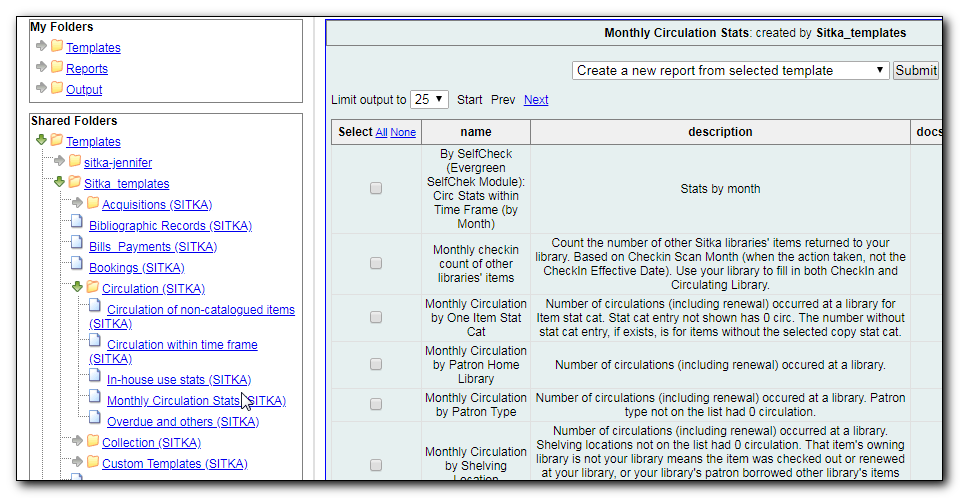 My Folders
Templates
Reports
Output
Shared Folders
Templates
sitka-jennifer
Sitka_templates
Acquisitions (SITKA)
Bibliographic Records (SITKA)
Bills_Payments (SITKA)
Bookings (SITKA)
Circulation (SITKA)
Circulation of non-catalogued items
(SITKA)
Circulation within time frame
(SITKA)
In-house use stats (SITKA)
Monthly Circulation Stats (SITKA)
Overdue and others (SITKA)
Collection (SITKA)
Custom Templates (SITKA)
Monthly Circulation Stats: created by Sitka_templates
Create a new report from selected template Submit
Limit output to 25 Start Prev Next
Select All None name description docs
By SelfCheck
(Evergreen
SelfChek Module):
Circ Stats within
Time Frame (by
Month)
Stats by month
Monthly checkin
count of other
libraries' items
Count the number of other Sitka libraries' items returned to your
library. Based on Checkin Scan Month (when the action taken, not the
CheckIn Effective Date). Use your library to fill in both CheckIn and
Circulating Library.
Monthly Circulation
by One Item Stat
Cat
Number of circulations (including renewal) occurred at a library for
Item stat cat. Stat cat entry not shown has 0 circ. The number without
stat cat entry, if exists, is for items without the selected copy stat cat.
Monthly Circulation
by Patron Home
Library
Number of circulations (including renewal) occured at a library.
Monthly Circulation
by Patron Type
Number of circulations (including renewal) occured at a library. Patron
type not on the list had 0 circulation.
Monthly Circulation
by Shelving
Location
Number of circulations (including renewal) occurred at a library.
Shelving locations not on the list had 0 circulation. That item's owning
library is not your library means the item was checked out or renewed
at your library, or your library's patron borrowed other library's items